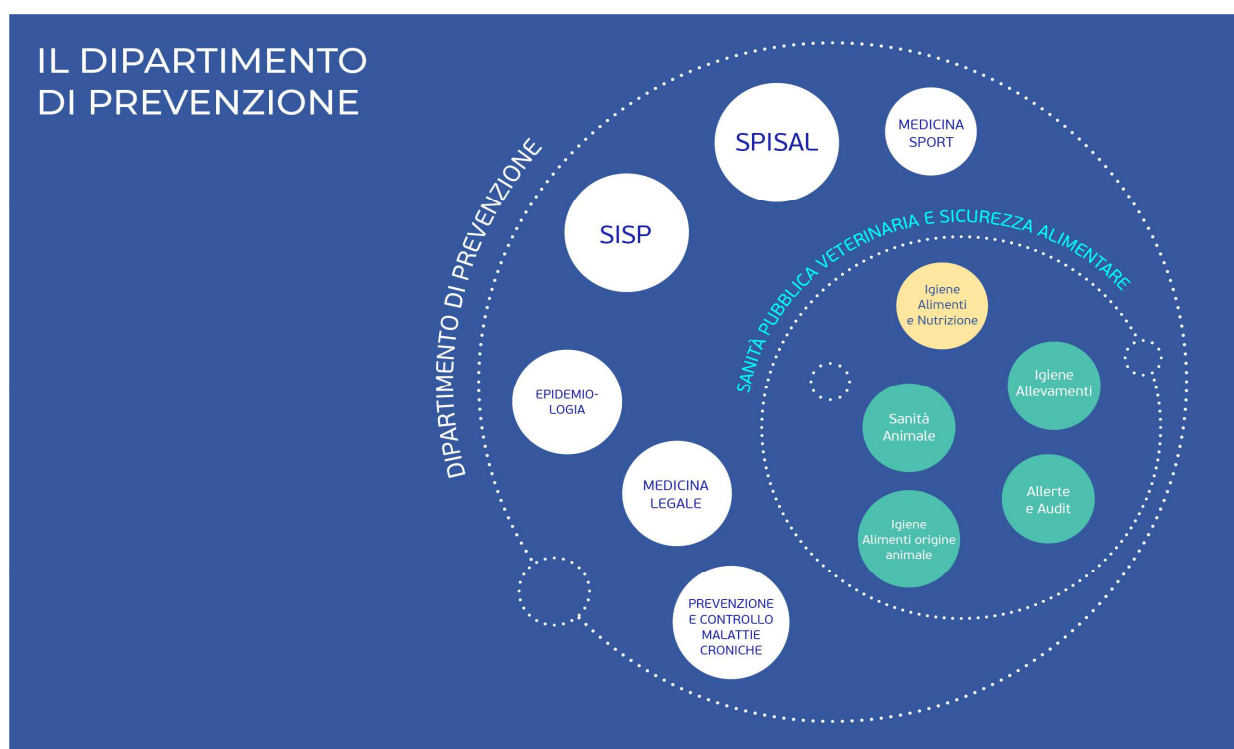 IL DIPARTIMENTO
DI PREVENZIONE
DIPARTIMENTO DI PREVENZIONE
SPISAL
MEDICINA
SPORT
SISP
EPIDEMIO-
LOGIA
MEDICINA
LEGALE
PREVENZIONE
E CONTROLLO
MALATTIE
CRONICHE
SANITÀ PUBBLICA VETERINARIA E SICUREZZA ALIMENTARE
Igiene
Alimenti
e Nutrizione
Igiene
Allevamenti
Sanità
Animale
Allerte
e Audit
Igiene
Alimenti origine
animale